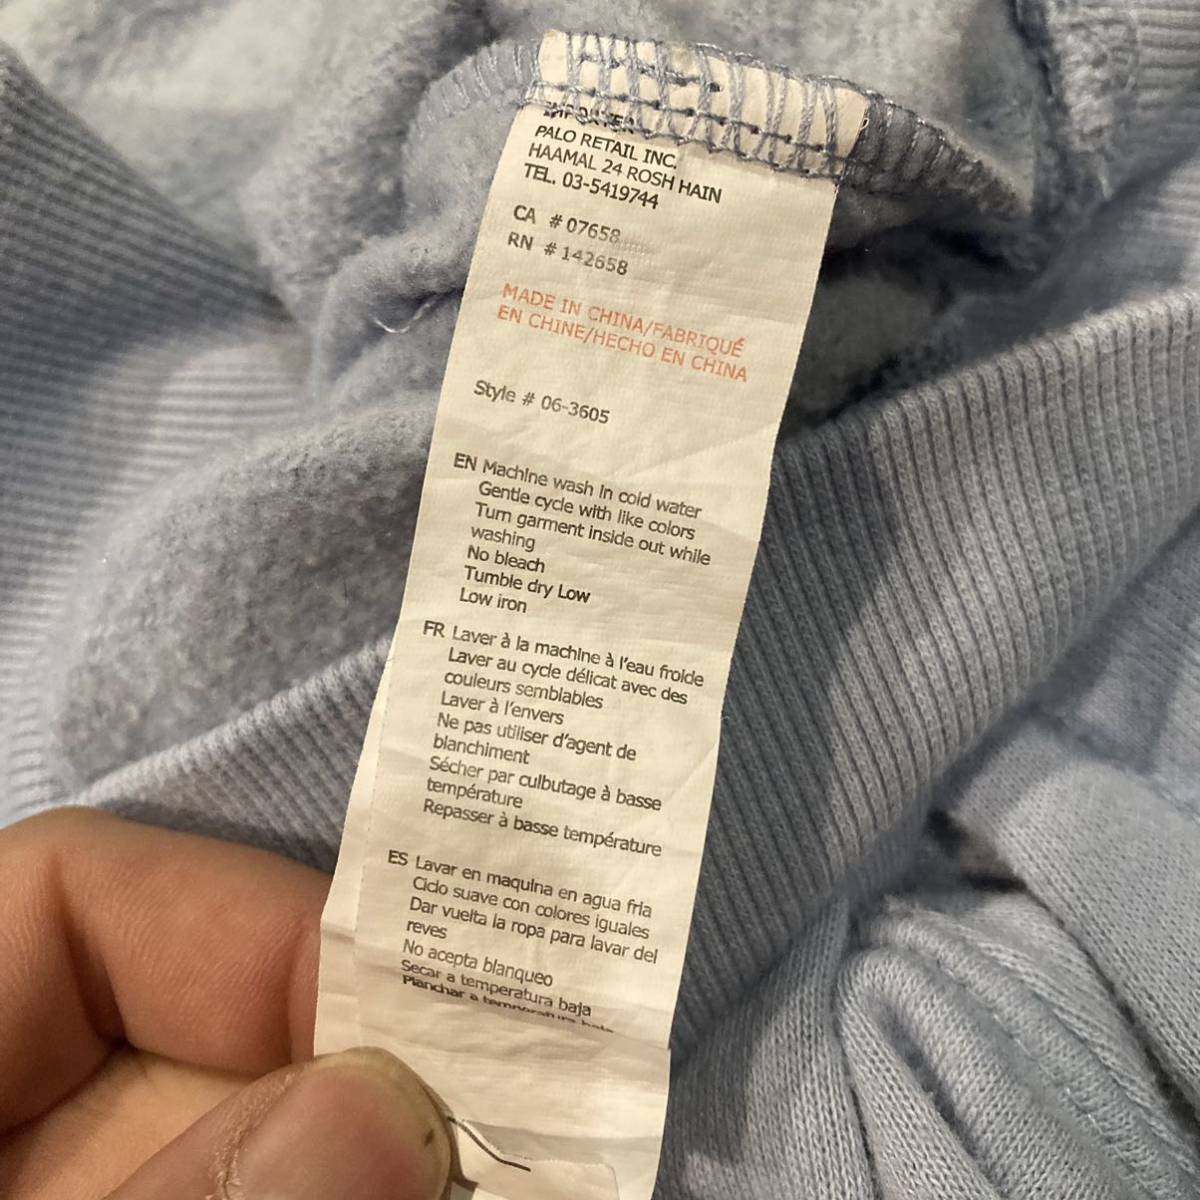 IMPORTER
PALO RETAIL INC.
HAAMAL 24 ROSH HAIN
TEL. 03-5419744
CA # 07658
RN # 142658
MADE IN CHINA/FABRIQUÉ
EN CHINE/HECHO EN CHINA
Style # 06-3605
EN Machine wash in cold water
Gentle cycle with like colors
Turn garment inside out while
washing
No bleach
Tumble dry Low
Low iron
FR Laver à la machine à l'eau froide
Laver au cycle délicat avec des
couleurs semblables
Laver à l'envers
Ne pas utiliser d'agent de
blanchiment
Sécher par culbutage à basse
température
Repasser à basse température
ES Lavar en maquina en agua fria
Ciclo suave con colores iguales
Dar vuelta la ropa para lavar del
reves
No acepta blanqueo
Secar a temperatura baja
Planchar a temperatura baja